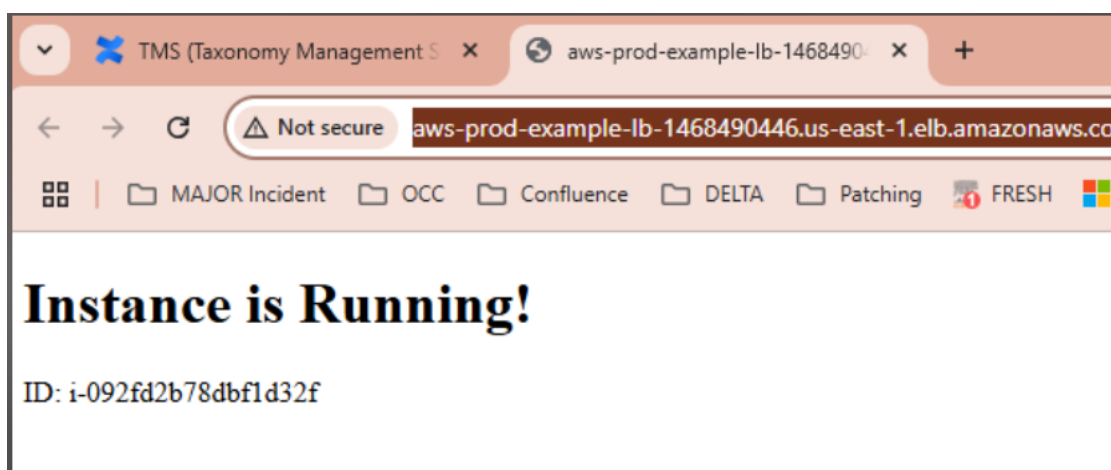 TMS (Taxonomy Management S
aws-prod-example-lb-1468490
Not secure aws-prod-example-lb-1468490446.us-east-1.elb.amazonaws.co
MAJOR Incident OCC Confluence DELTA Patching FRESH
Instance is Running!
ID: i-092fd2b78dbf1d32f